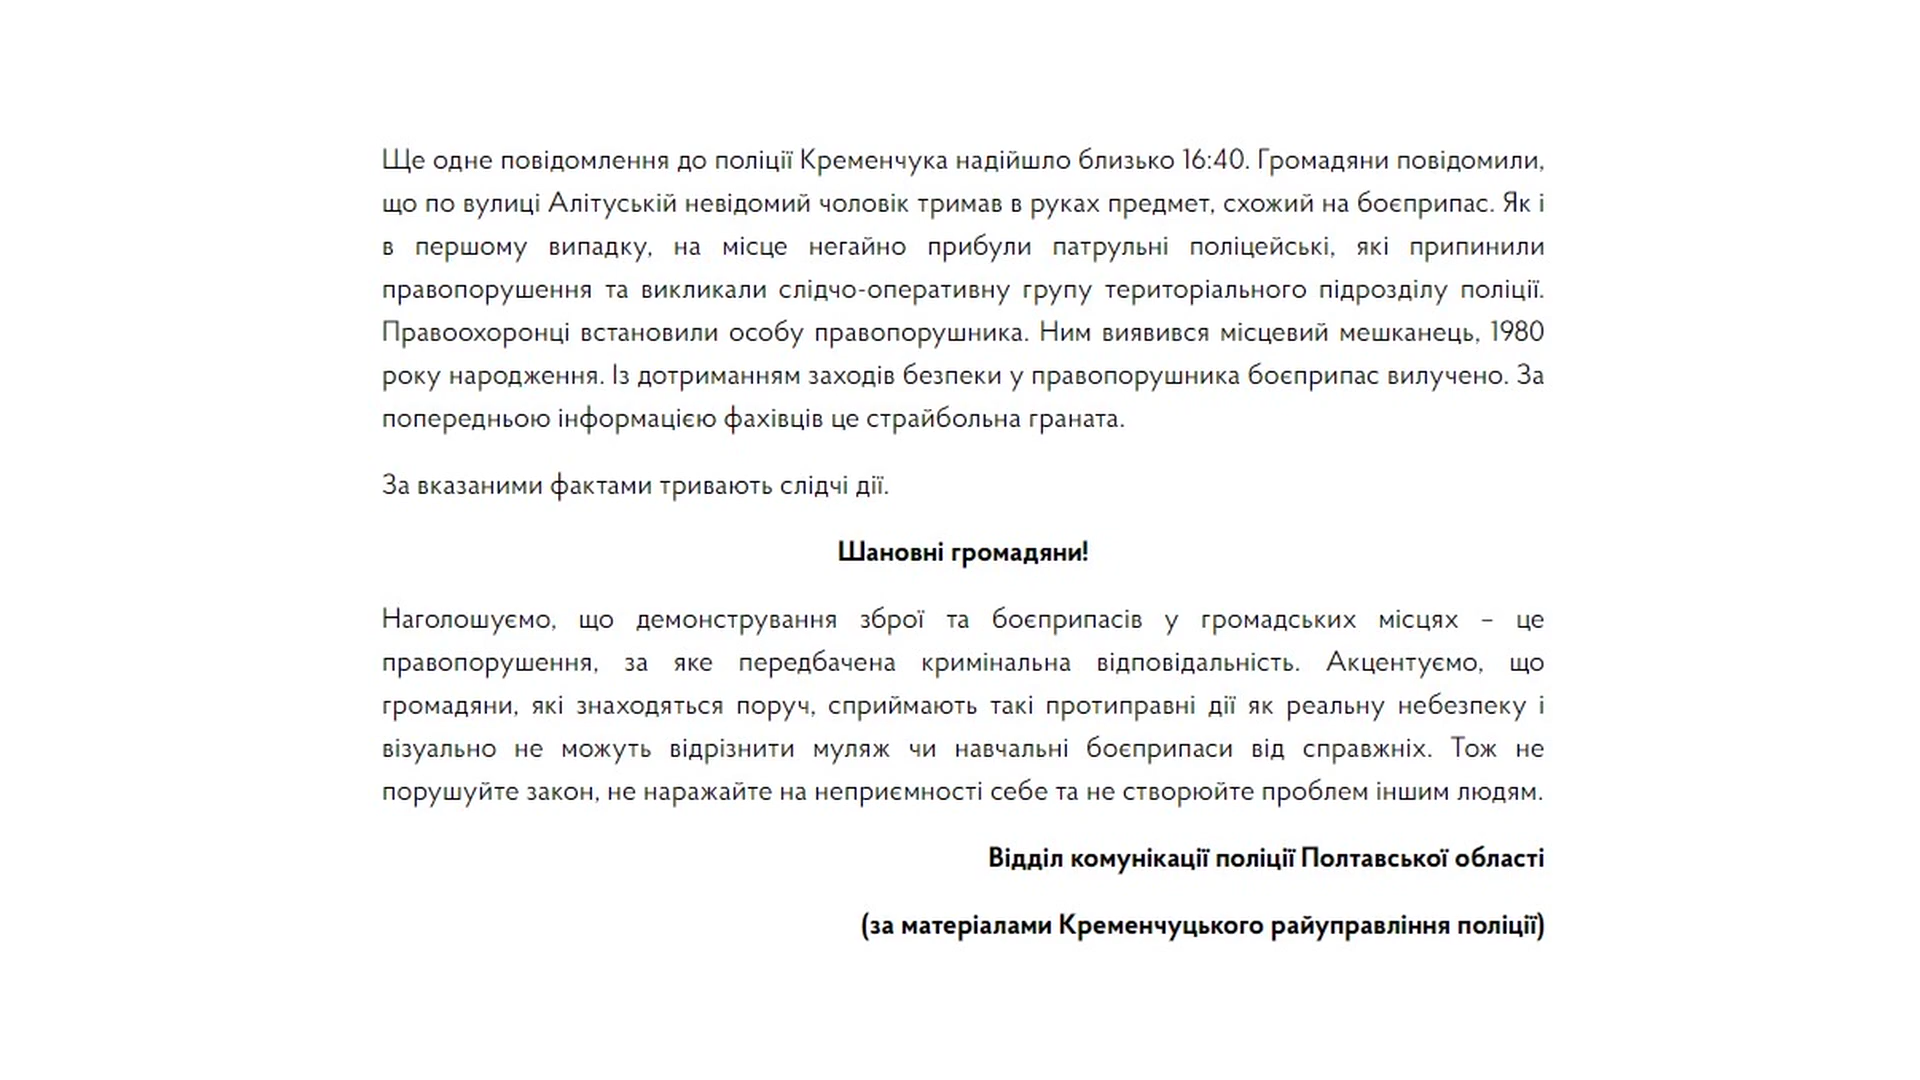 Ще одне повідомлення до поліції Кременчука надійшло близько 16:40. Громадяни повідомили,
що по вулиці Алітуській невідомий чоловік тримав в руках предмет, схожий на боєприпас. Як і
в першому випадку, на місце негайно прибули патрульні поліцейські, які припинили
правопорушення та викликали слідчо-оперативну групу територіального підрозділу поліції.
Правоохоронці встановили особу правопорушника. Ним виявився місцевий мешканець, 1980
року народження. Із дотриманням заходів безпеки у правопорушника боєприпас вилучено. За
попередньою інформацією фахівців це страйбольна граната.
За вказаними фактами тривають слідчі дії.
Шановні громадяни!
Наголошуємо, що демонстрування зброї та боєприпасів у громадських місцях – це
правопорушення, за яке передбачена кримінальна відповідальність. Акцентуємо, що
громадяни, які знаходяться поруч, сприймають такі протиправні дії як реальну небезпеку і
візуально не можуть відрізнити муляж чи навчальні боєприпаси від справжніх. Тож не
порушуйте закон, не наражайте на неприємності себе та не створюйте проблем іншим людям.
Відділ комунікації поліції Полтавської області
(за матеріалами Кременчуцького райуправління поліції)